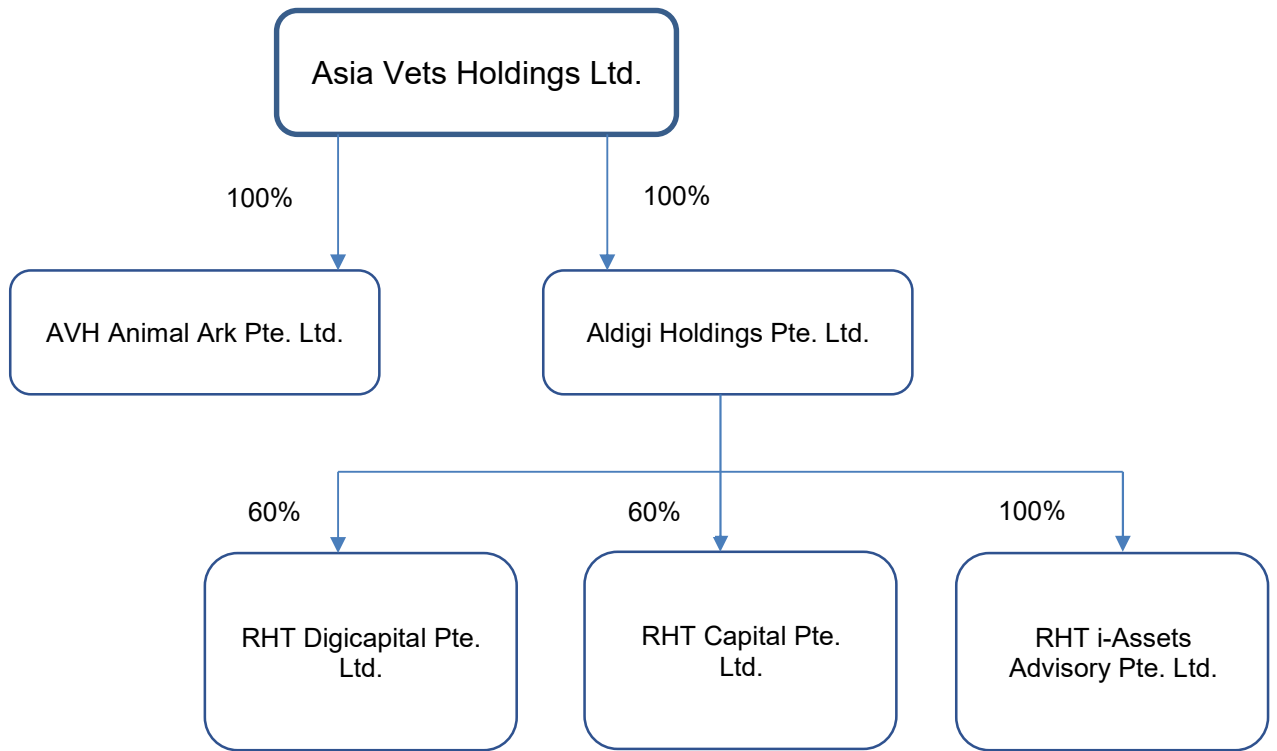 Asia Vets Holdings Ltd.
100%
100%
AVH Animal Ark Pte. Ltd.
Aldigi Holdings Pte. Ltd.
60%
60%
100%
RHT Digicapital Pte.
Ltd.
RHT Capital Pte.
Ltd.
RHT i-Assets
Advisory Pte. Ltd.